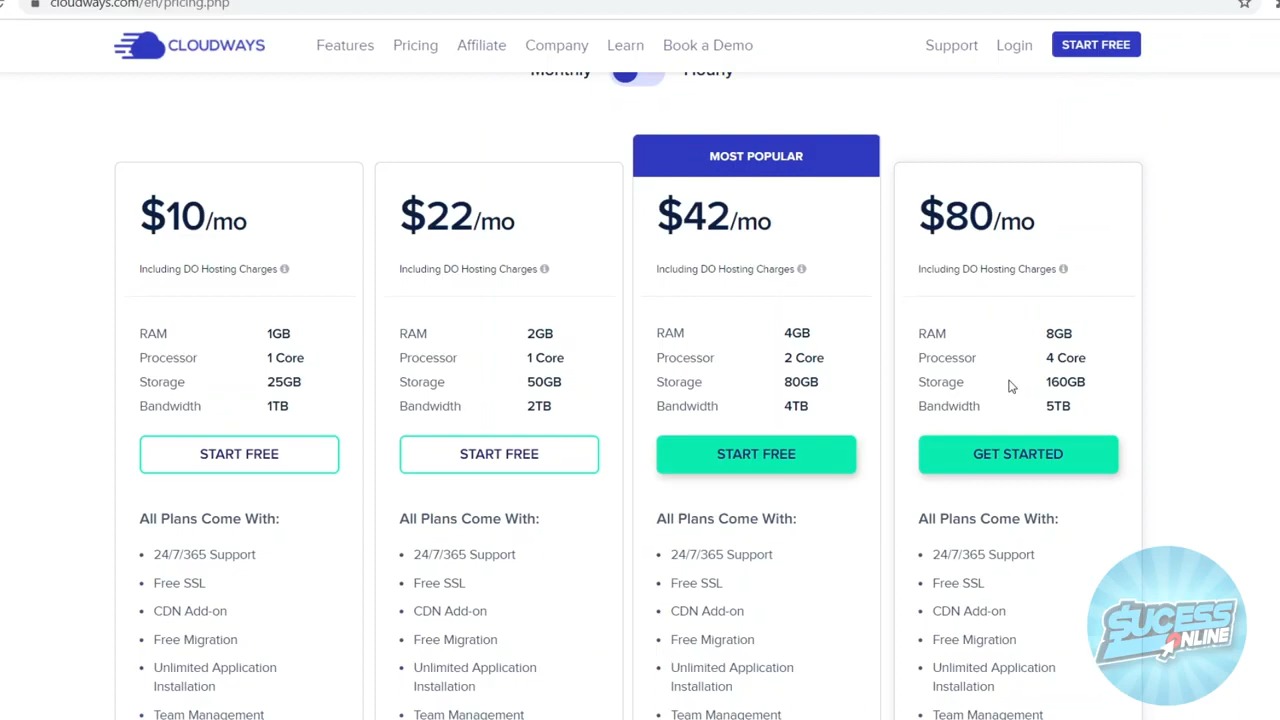 cloudways.com/en/pricing.php
CLOUDWAYS
Features Pricing Affiliate Company Learn Book a Demo Support Login START FREE
Monthly Hourly
MOST POPULAR
$10/mo $22/mo $42/mo $80/mo
Including DO Hosting Charges Including DO Hosting Charges Including DO Hosting Charges Including DO Hosting Charges
RAM 1GB RAM 2GB RAM 4GB RAM 8GB
Processor 1 Core Processor 1 Core Processor 2 Core Processor 4 Core
Storage 25GB Storage 50GB Storage 80GB Storage 160GB
Bandwidth 1TB Bandwidth 2TB Bandwidth 4TB Bandwidth 5TB
START FREE START FREE START FREE GET STARTED
All Plans Come With: All Plans Come With: All Plans Come With: All Plans Come With:
• 24/7/365 Support • 24/7/365 Support • 24/7/365 Support • 24/7/365 Support
• Free SSL • Free SSL • Free SSL • Free SSL
• CDN Add-on • CDN Add-on • CDN Add-on • CDN Add-on
• Free Migration • Free Migration • Free Migration • Free Migration
• Unlimited Application • Unlimited Application • Unlimited Application • Unlimited Application
Installation Installation Installation Installation
• Team Management • Team Management • Team Management • Team Management
$UCESS
ONLINE